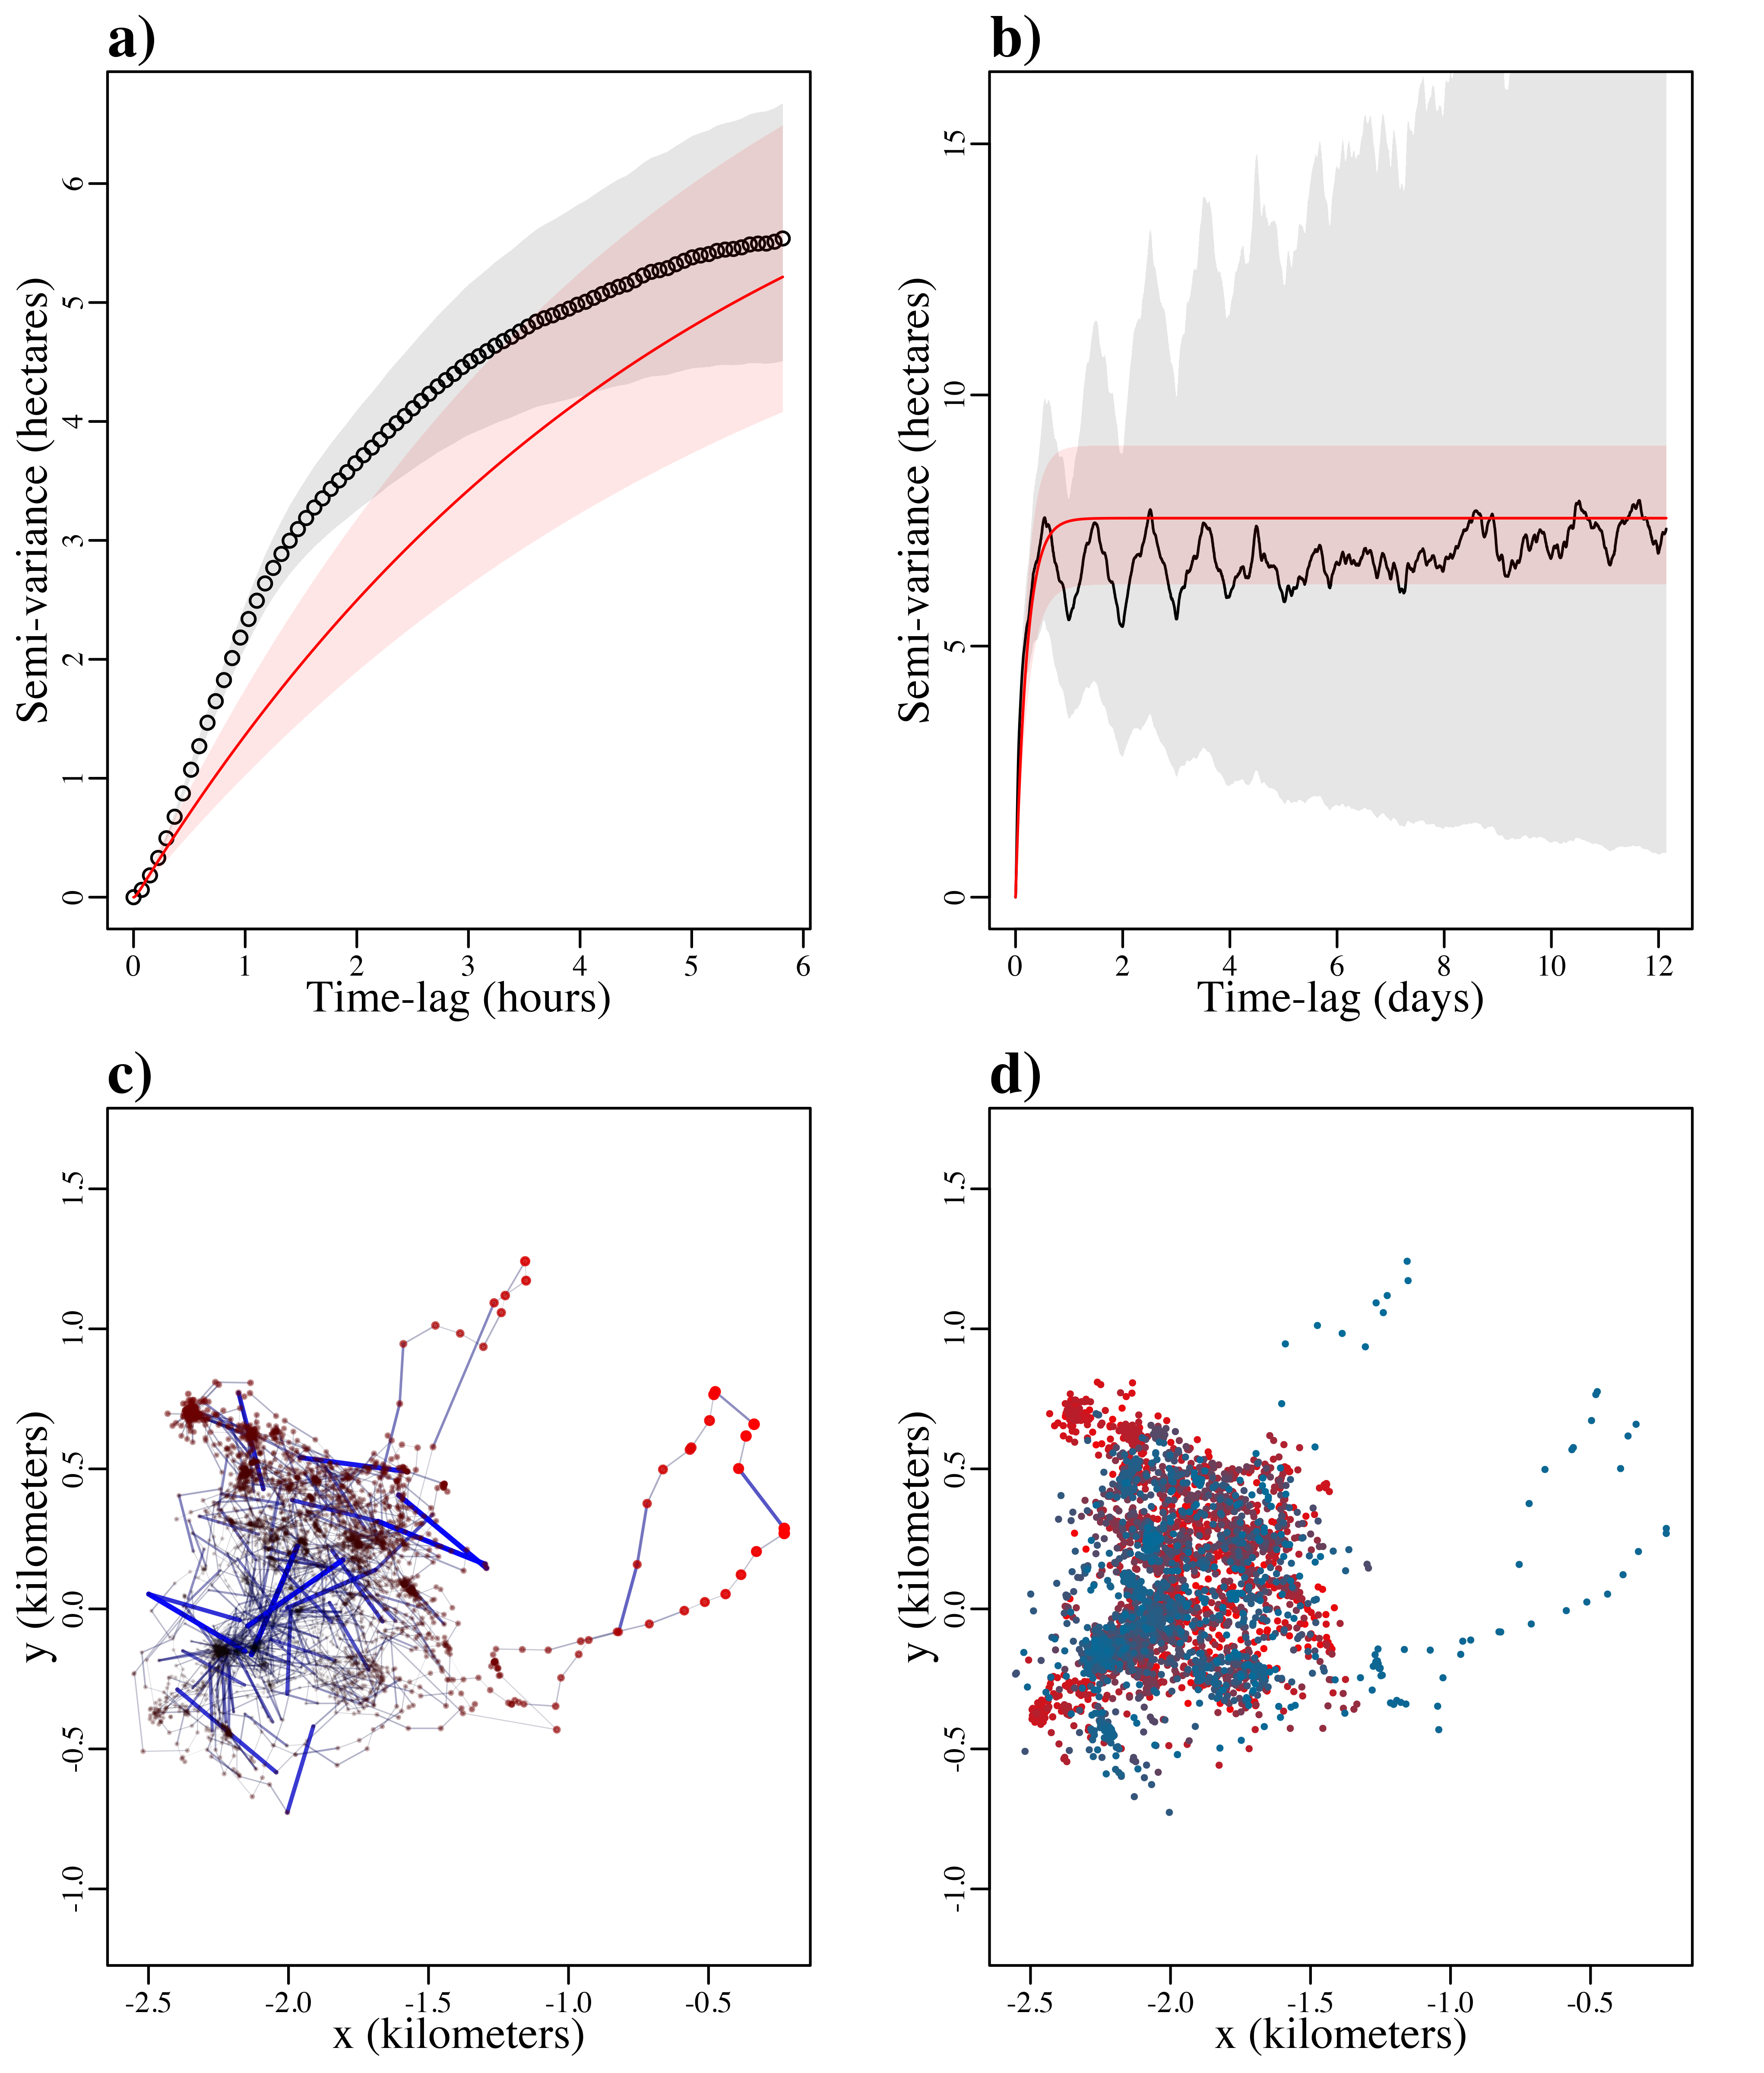 a)
Semi-variance (hectares)
6
5
4
3
2
1
0
0 1 2 3 4 5 6
Time-lag (hours)
b)
Semi-variance (hectares)
15
10
5
0
0 2 4 6 8 10 12
Time-lag (days)
c)
y (kilometers)
1.5
1.0
0.5
0.0
-0.5
-1.0
-2.5 -2.0 -1.5 -1.0 -0.5
x (kilometers)
d)
y (kilometers)
1.5
1.0
0.5
0.0
-0.5
-1.0
-2.5 -2.0 -1.5 -1.0 -0.5
x (kilometers)